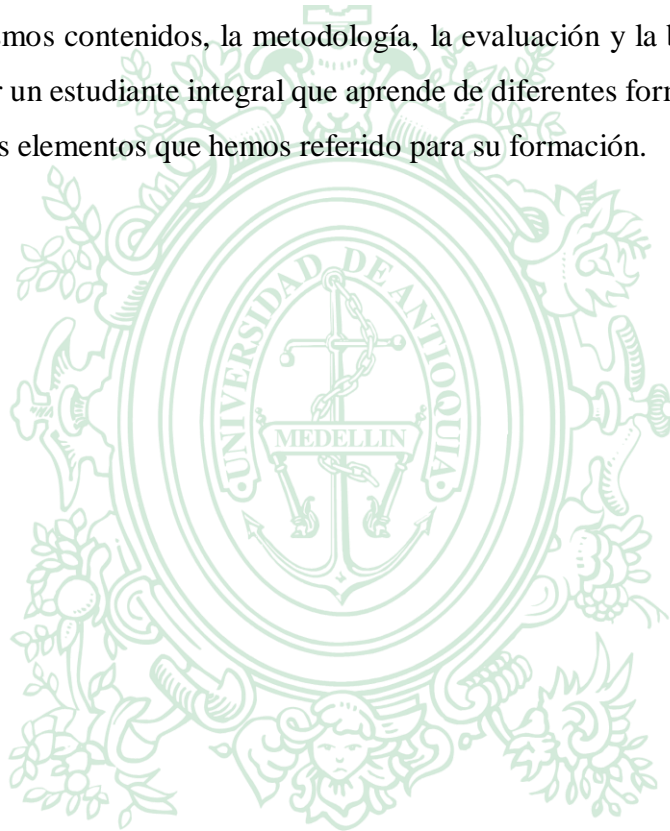 mos contenidos, la metodología, la evaluación y la
un estudiante integral que aprende de diferentes
s elementos que hemos referido para su formación.
UNIVERSIDAD DE ANTIOQUIA
MEDELLIN